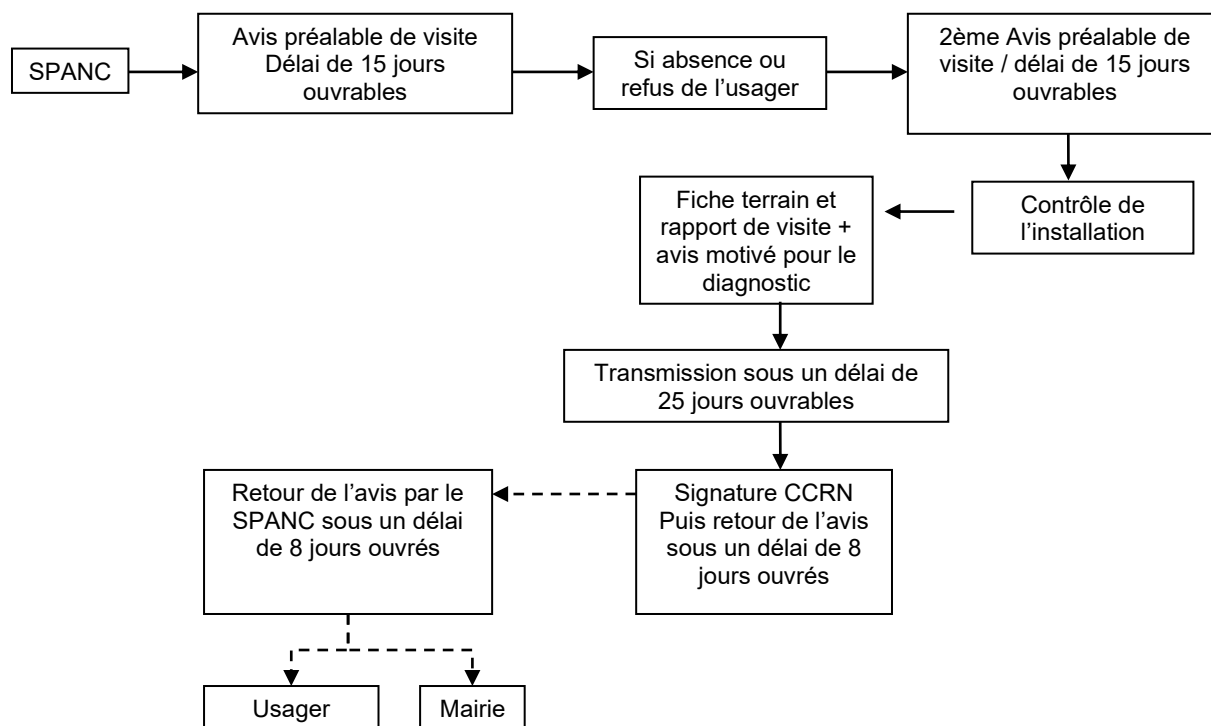 SPANC
Avis préalable de visite
Délai de 15 jours
ouvrables
Si absence ou
refus de l’usager
2ème Avis préalable de
visite / délai de 15 jours
ouvrables
Contrôle de
l’installation
Fiche terrain et
rapport de visite +
avis motivé pour le
diagnostic
Transmission sous un délai de
25 jours ouvrables
Signature CCRN
Puis retour de l’avis
sous un délai de 8
jours ouvrés
Retour de l’avis par le
SPANC sous un délai
de 8 jours ouvrés
Usager
Mairie